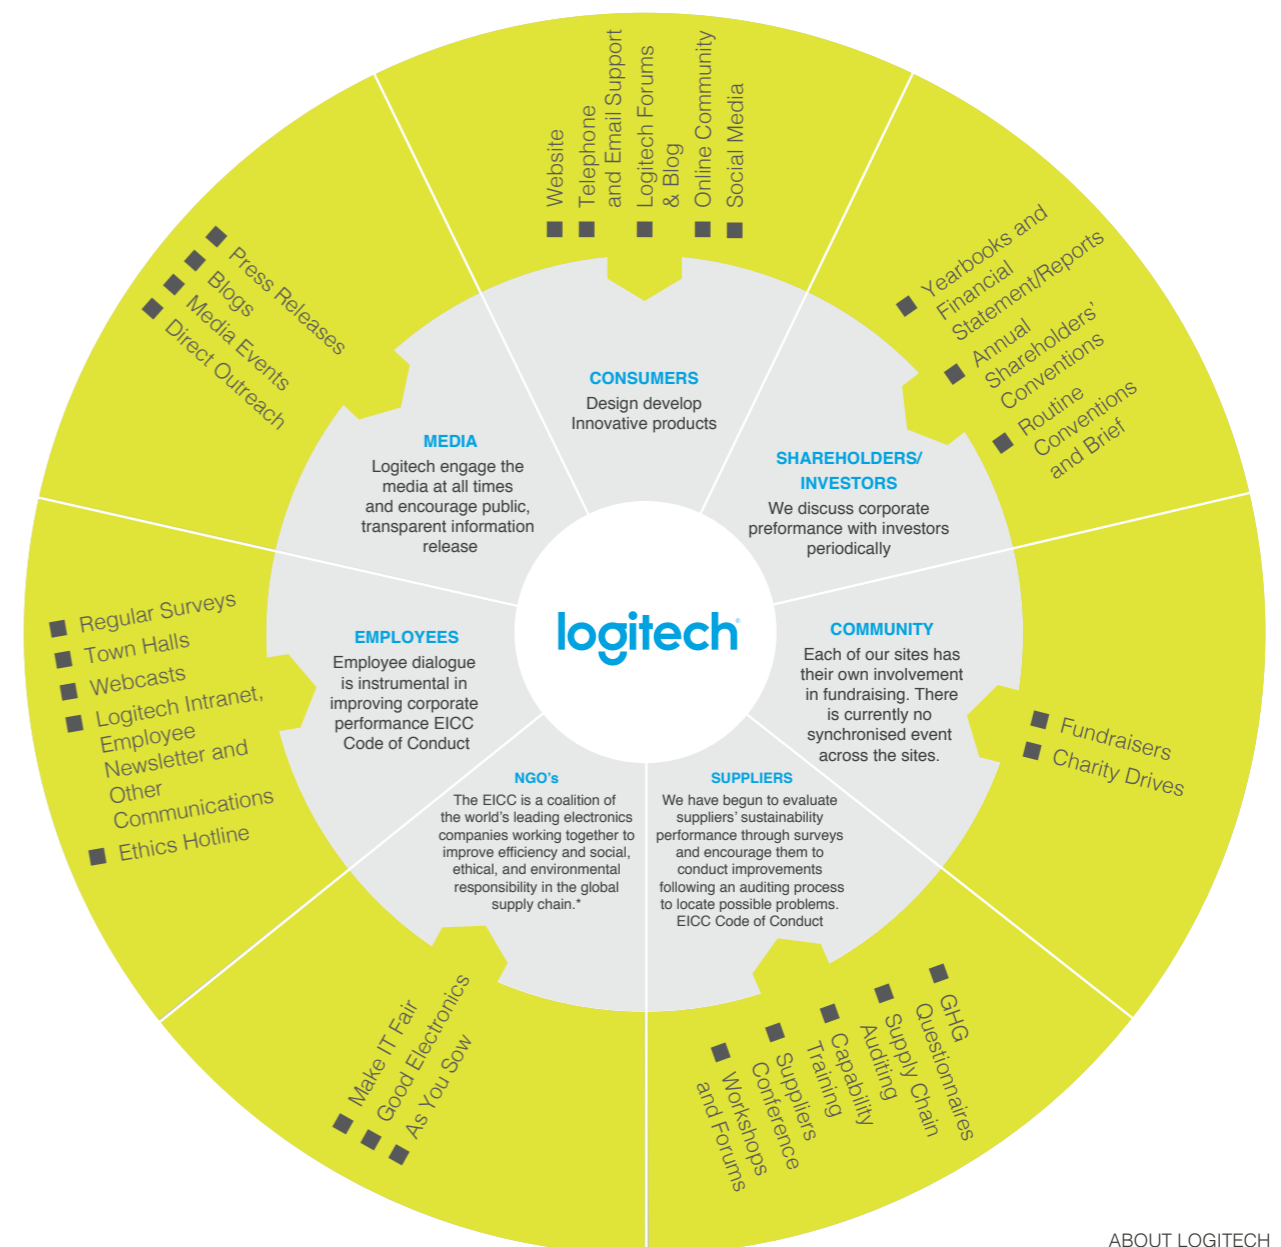 Website
Telephone
and Email Support
Logitech Forums
& Blog
Online Community
Social Media
CONSUMERS
Design develop
Innovative products
Yearbooks and
Financial
Statement/Reports
Annual
Shareholders’
Conventions
Routine
Conventions
and Brief
SHAREHOLDERS/
INVESTORS
We discuss corporate
preformance with investors
periodically
Fundraisers
Charity Drives
COMMUNITY
Each of our sites has
their own involvement
in fundraising. There
is currently no
synchronised event
across the sites.
GHG
Questionnaires
Supply Chain
Auditing
Capability
Training
Suppliers
Conference
Workshops
and Forums
SUPPLIERS
We have begun to evaluate
suppliers’ sustainability
performance through surveys
and encourage them to
conduct improvements
following an auditing process
to locate possible problems.
EICC Code of Conduct
Make IT Fair
Good Electronics
As You Sow
NGO’s
The EICC is a coalition of
the world’s leading electronics
companies working together to
improve efficiency and social,
ethical, and environmental
responsibility in the global
supply chain.*
Regular Surveys
Town Halls
Webcasts
Logitech Intranet,
Employee
Newsletter and
Other
Communications
Ethics Hotline
EMPLOYEES
Employee dialogue
is instrumental in
improving corporate
performance EICC
Code of Conduct
Press Releases
Blogs
Media Events
Direct Outreach
MEDIA
Logitech engage the
media at all times
and encourage public,
transparent information
release
logitech
ABOUT LOGITECH